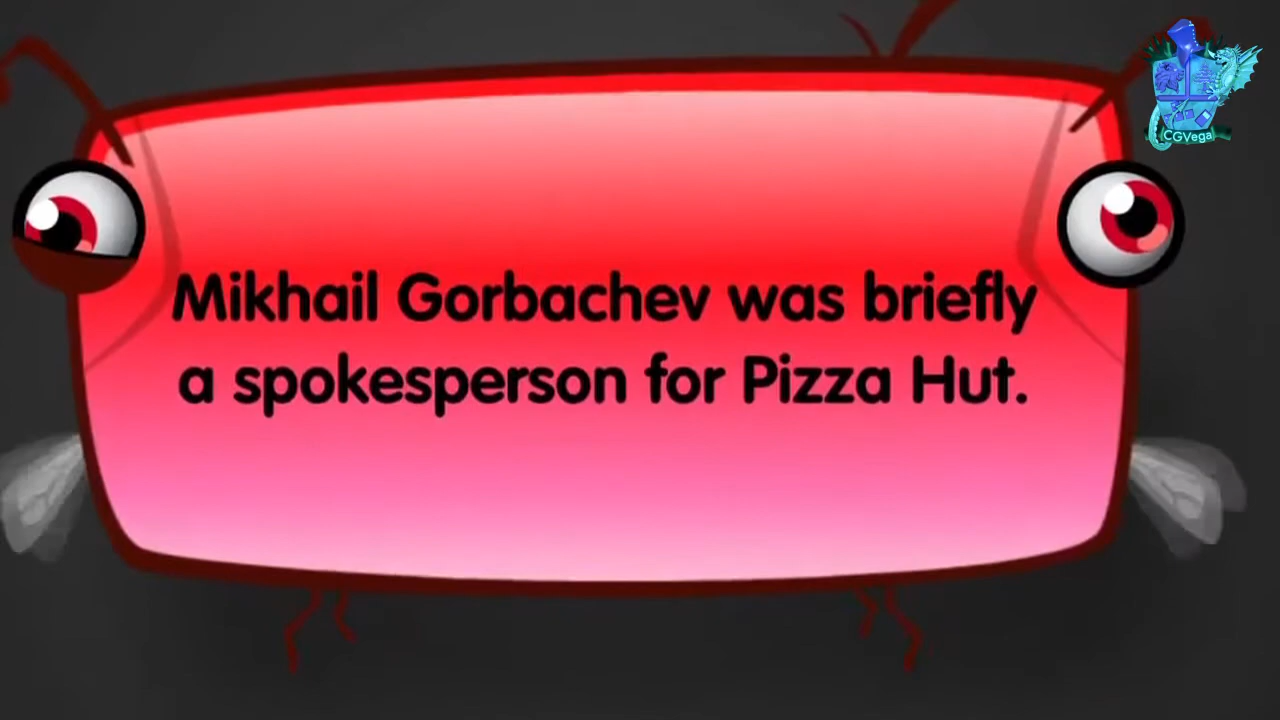 CGVega
Mikhail Gorbachev was briefly
a spokesperson for Pizza Hut.